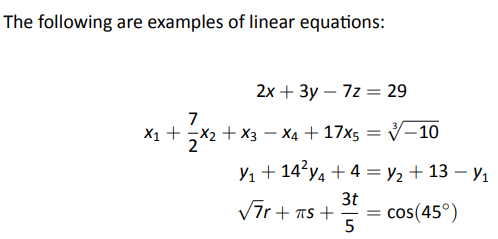 The following are examples of linear equations:
2x + 3y − 7z = 29
x₁ + 7/2 x₂ + x₃ − x₄ + 17x₅ = ∛−10
y₁ + 14²y₄ + 4 = y₂ + 13 − y₁
√7r + πs + 3t/5 = cos(45°)